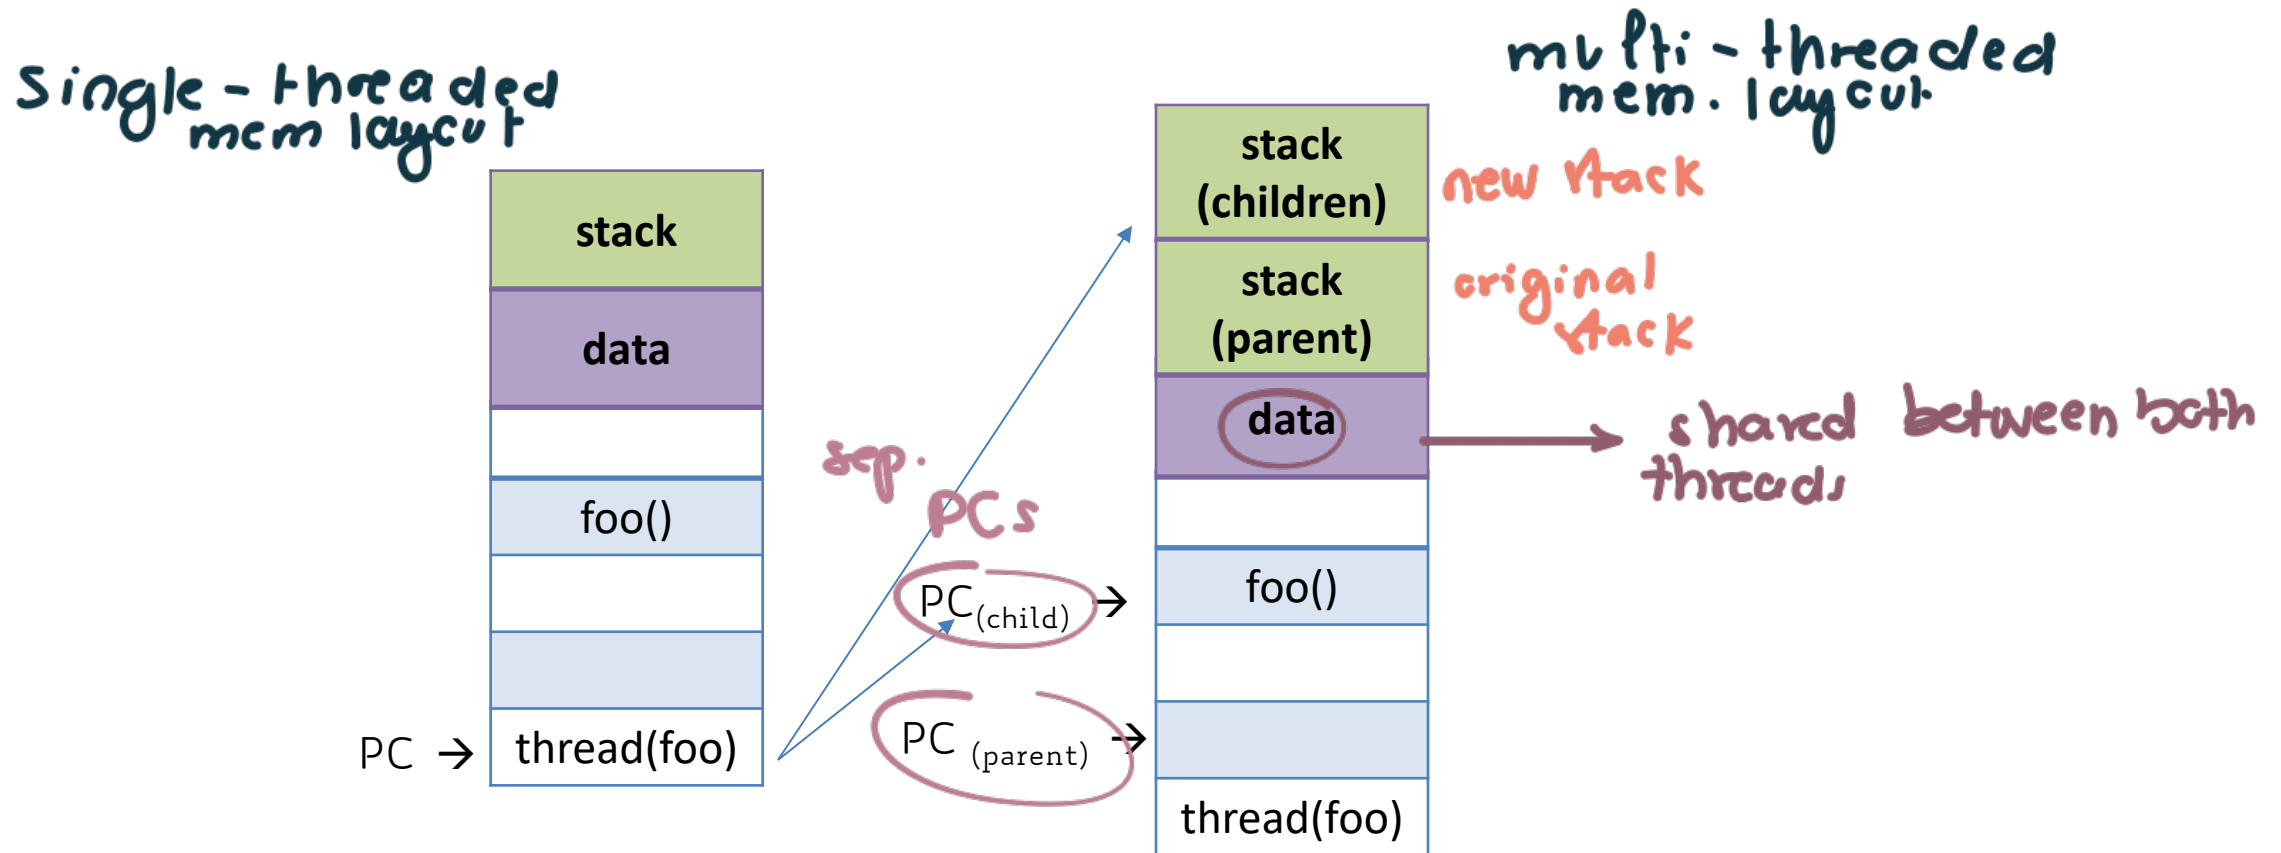 single - threaded
mem layout
stack
data
foo()
PC → thread(foo)
sep.
PCs
PC(child) →
PC (parent) →
multi - threaded
mem. layout
stack
(children)
new stack
stack
(parent)
original
stack
data
shared between both
threads
foo()
thread(foo)